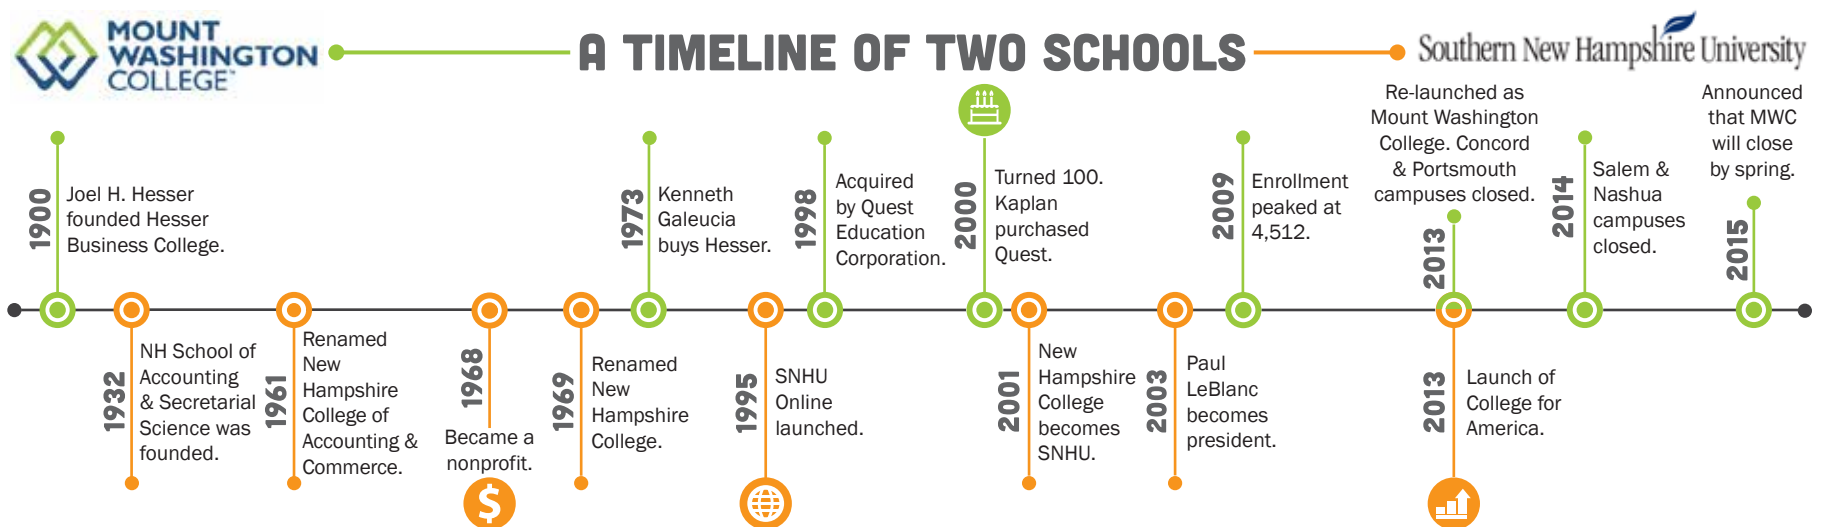 MOUNT
WASHINGTON
COLLEGE™
A TIMELINE OF TWO SCHOOLS
Southern New Hampshire University
1900
Joel H. Hesser
founded Hesser
Business College.
1973
Kenneth
Galeucia
buys Hesser.
1998
Acquired
by Quest
Education
Corporation.
2000
Turned 100.
Kaplan
purchased
Quest.
2009
Enrollment
peaked at
4,512.
Re-launched as
Mount Washington
College. Concord
& Portsmouth
campuses closed.
2013
2014
Salem &
Nashua
campuses
closed.
Announced
that MWC
will close
by spring.
2015
1932
NH School of
Accounting
& Secretarial
Science was
founded.
1961
Renamed
New
Hampshire
College of
Accounting &
Commerce.
1968
Became a
nonprofit.
$
1969
Renamed
New
Hampshire
College.
1995
SNHU
Online
launched.
2001
New
Hampshire
College
becomes
SNHU.
2003
Paul
LeBlanc
becomes
president.
2013
Launch of
College for
America.